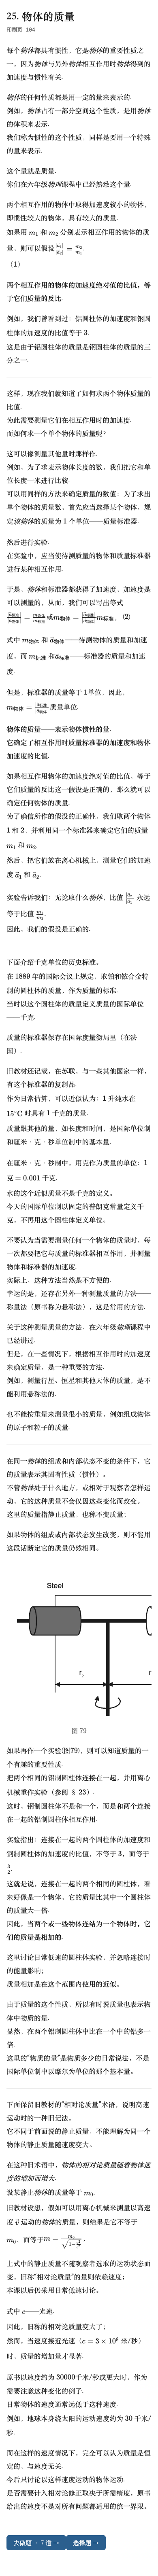 25. 物体的质量
印刷页 184
每个物体都具有惯性，它是物体的重要性质之
一，因为物体与另外物体相互作用时物体得到的
加速度与惯性有关.
物体的任何性质都是用一定的量来表示的.
例如，物体占有一部分空间这个性质，是用物体
的体积来表示.
我们称为惯性的这个性质，同样是要用一个特殊
的量来表示.
这个量就是质量.
你们在六年级物理课程中已经熟悉这个量.
两个相互作用的物体中取得加速度较小的物体，
即惯性较大的物体，具有较大的质量.
如果用 m₁ 和 m₂ 分别表示相互作用的物体的质
量，则可以假设 |a⃗₁|/|a⃗₂| = m₂/m₁.
（1）
两个相互作用的物体的加速度绝对值的比值，等
于它们质量的反比.
例如，我们曾看到过：铝圆柱体的加速度和钢圆
柱体的加速度的比值等于 3.
这是由于铝圆柱体的质量是钢圆柱体的质量的三
分之一.
这样，现在我们就知道了如何求两个物体质量的
比值.
为此需要测量它们在相互作用时的加速度.
而如何求一个单个物体的质量呢？
这可以像测量其他量时那样作.
例如，为了求表示物体长度的数，我们把它和单
位长度一米进行比较.
可以用同样的方法来确定质量的数值：为了求出
单个物体的质量数，首先应当选择某个物体，规
定该物体的质量为 1 个单位——质量标准器.
然后进行实验.
在实验中，应当使待测质量的物体和质量标准器
进行某种相互作用.
于是，物体和标准器都获得了加速度，加速度是
可以测量的，从而，我们可以写出等式
|a⃗标准|/|a⃗物体| = m物体/m标准 或 m物体 = |a⃗标准|/|a⃗物体| m标准， (2)
式中 m物体 和 a⃗物体——待测物体的质量和加速
度，而 m标准 和 a⃗标准——标准器的质量和加速
度.
但是，标准器的质量等于 1单位，因此，
m物体 = |a⃗标准|/|a⃗物体| 质量单位.
物体的质量——表示物体惯性的量.
它确定了相互作用时质量标准器的加速度和物体
加速度的比值.
如果相互作用物体的加速度绝对值的比值，等于
它们质量的反比这一假设是正确的，那么就可以
确定任何物体的质量.
为了确信所作的假设的正确性，我们取两个物体
1 和 2，并利用同一个标准器来确定它们的质量
m₁ 和 m₂.
然后，把它们放在离心机械上，测量它们的加速
度 a⃗₁ 和 a⃗₂.
实验告诉我们：无论取什么物体，比值 |a⃗₁|/|a⃗₂| 永远
等于比值 m₂/m₁.
因此，我们的假设是正确的.
下面介绍千克单位的历史标准。
在 1889 年的国际会议上规定，取铂和铱合金特
制的圆柱体的质量，作为质量的标准.
当时以这个圆柱体的质量定义质量的国际单位
——千克.
质量的标准器保存在国际度量衡局里（在法
国）.
旧教材还记载，在苏联，与一些其他国家一样，
有这个标准器的复制品.
作为日常估算，可以近似认为：1 升纯水在
15°C 时具有 1 千克的质量.
质量跟其他的量，如长度和时间，是国际单位制
和厘米 · 克 · 秒单位制中的基本量.
在厘米 · 克 · 秒制中，用克作为质量的单位：1
克 = 0.001 千克.
水的这个近似质量不是千克的定义。
今天的国际单位制以固定的普朗克常量定义千
克，不再用这个圆柱体定义单位。
不要认为当需要测量任何一个物体的质量时，每
一次都要把它与质量的标准器相互作用，并测量
物体和标准器的加速度.
实际上，这种方法当然是不方便的.
幸运的是，还存在另外一种测量质量的方法——
称量法（原书称为悬称法），这是常用的方法.
关于这种测量质量的方法，在六年级物理课程中
已经讲过.
但是，在一些情况下，根据相互作用时的加速度
来确定质量，是一种重要的方法.
例如，测量行星、恒星和其他天体的质量，是不
能利用悬称法的.
也不能按重量来测量很小的质量，例如组成物体
的原子和粒子的质量.
在同一物体的组成和内部状态不变的条件下，它
的质量表示其固有性质（惯性）。
不管物体处于什么地方，或相对于观察者怎样运
动，它的这种质量不会仅因这些变化而改变。
这里的质量指静止质量，也称不变质量；
如果物体的组成或内部状态发生改变，则不能用
这段话断定它的质量仍然相同。
Steel
r₂
r
图 79
如果再作一个实验(图79)，则可以知道质量的一
个有趣的重要性质.
把两个相同的铝制圆柱体连接在一起，并用离心
机械重作实验（参阅 § 23）.
这时，钢制圆柱体不是和一个，而是和两个连接
在一起的铝制圆柱体相互作用.
实验指出：连接在一起的两个圆柱体的加速度和
钢制圆柱体的加速度的比值，不等于 3，而等于
3/2.
这就是说，连接在一起的两个相同的圆柱体，看
来好像是一个物体，它的质量比其中一个圆柱体
的质量大一倍.
因此，当两个或一些物体连结为一个物体时，它
们的质量是相加的.
这里讨论日常低速的圆柱体实验，并忽略连接时
的能量影响；
质量相加是在这个范围内使用的近似。
由于质量的这个性质，所以有时说质量也表示物
体中物质的量.
显然，在两个铝制圆柱体中比在一个中的铝多一
倍.
这里的“物质的量”是物质多少的日常说法，不是
国际单位制中以摩尔为单位的那个基本量。
下面保留旧教材的“相对论质量”术语，说明高速
运动时的一种旧记法。
它不同于前面说的静止质量，不能理解为同一个
物体的静止质量随速度变大。
在这种旧术语中，物体的相对论质量随着物体速
度的增加而增大.
设某静止物体的质量等于 m₀.
旧教材设想，假如可以用离心机械来测量以高速
度 v⃗ 运动的物体的质量，则结果是它不等于
m₀，而等于 m = m₀/√(1−v²/c²)，
上式中的静止质量不随观察者选取的运动状态而
变，旧称“相对论质量”的量则依赖速度；
本课以后仍采用日常低速讨论。
式中 c——光速.
因此，旧称的相对论质量变大了；
然而，当速度接近光速（c = 3 × 10⁸ 米/秒）
时，质量的增加量才显著.
原书以速度约为 30000千米/秒或更大时，作为
需要注意这种变化的例子.
日常物体的速度通常远低于这种速度.
例如，地球本身绕太阳的运动速度约为 30 千米/
秒.
而在这样的速度情况下，完全可以认为质量是恒
定的，与速度无关.
今后只讨论以这样速度运动的物体运动.
是否需要计入相对论修正取决于所需精度，原书
给出的速度不是对所有问题都适用的统一界限。
去做题 · 7 道 → 选择题 →